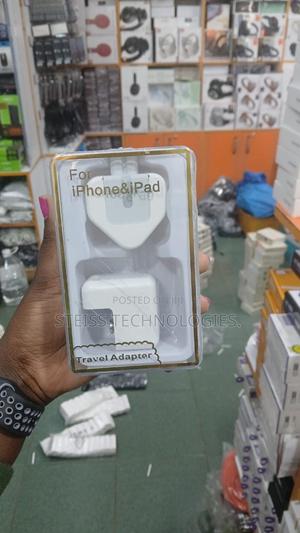 For
iPhone&iPad
POSTED ON
STEISS TECHNOLOGIES.
Travel Adapter